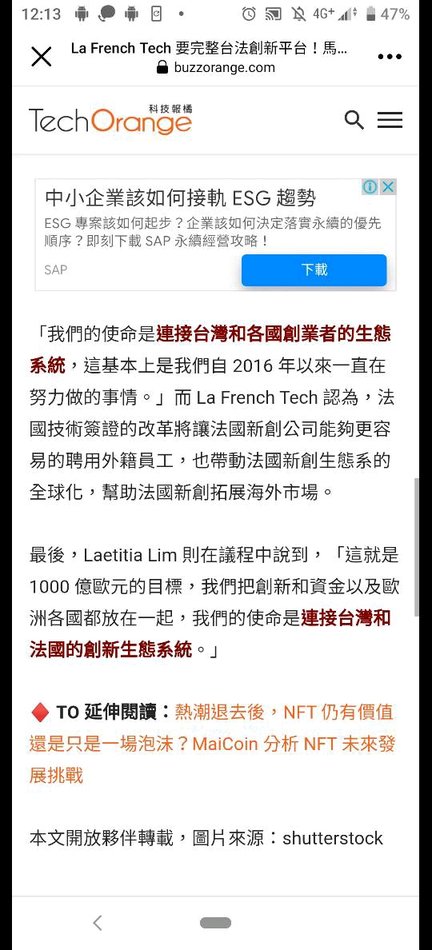 12:13 4G+ 47%
La French Tech 要完整台法創新平台！馬...
buzzorange.com
科技報橘
TechOrange
中小企業該如何接軌 ESG 趨勢
ESG 專案該如何起步？企業該如何決定落實永續的優先
順序？即刻下載 SAP 永續經營攻略！
SAP
下載
「我們的使命是連接台灣和各國創業者的生態
系統，這基本上是我們自 2016 年以來一直在
努力做的事情。」而 La French Tech 認為，法
國技術簽證的改革將讓法國新創公司能夠更容
易的聘用外籍員工，也帶動法國新創生態系的
全球化，幫助法國新創拓展海外市場。
最後，Laetitia Lim 則在議程中說到，「這就是
1000 億歐元的目標，我們把創新和資金以及歐
洲各國都放在一起，我們的使命是連接台灣和
法國的創新生態系統。」
TO 延伸閱讀：熱潮退去後，NFT 仍有價值
還是只是一場泡沫？MaiCoin 分析 NFT 未來發
展挑戰
本文開放夥伴轉載，圖片來源：shutterstock